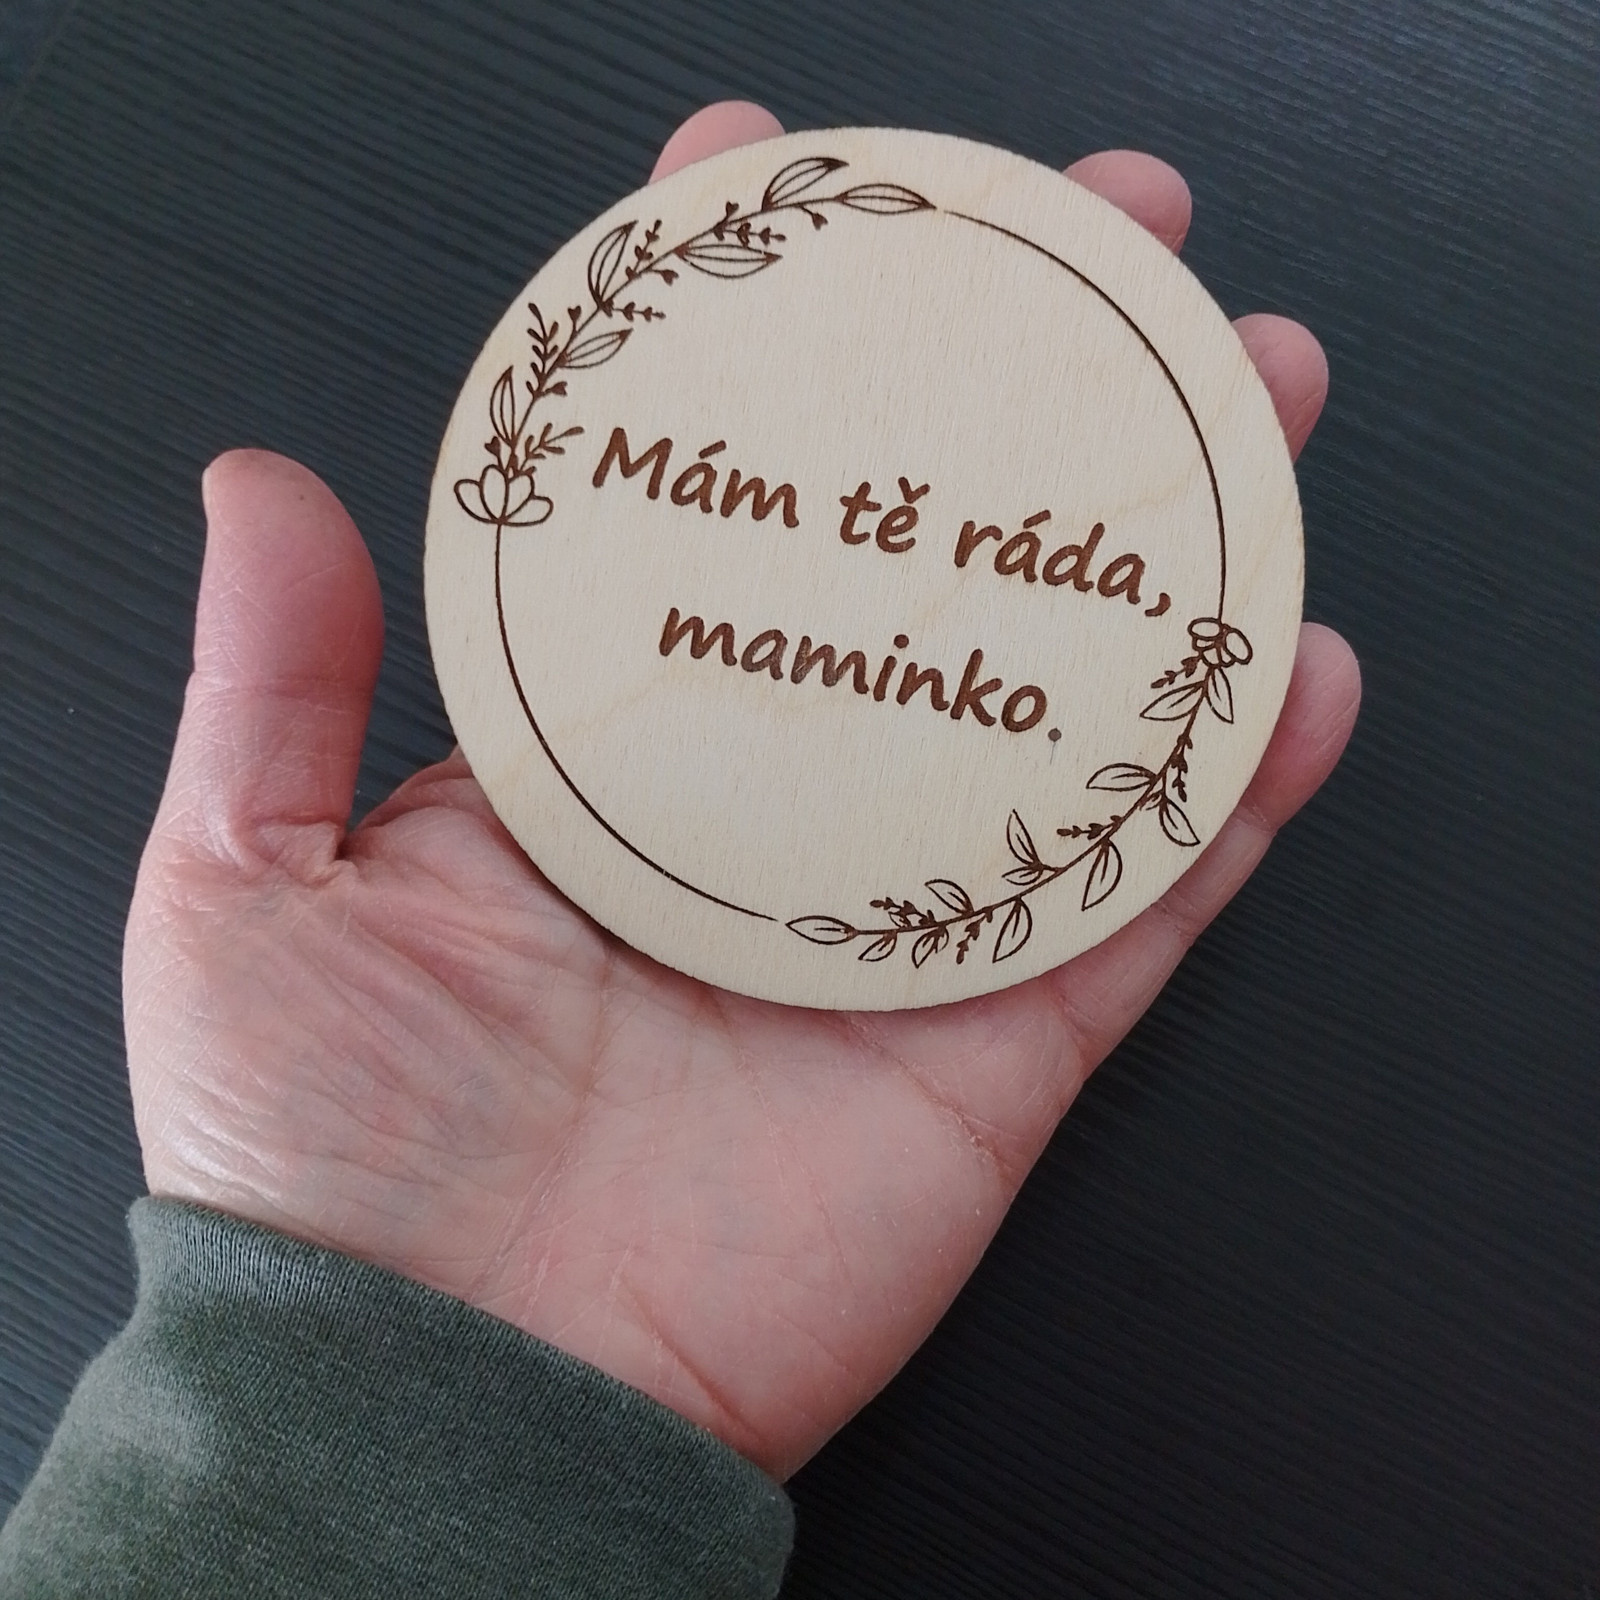 Mám tě ráda,
maminko.